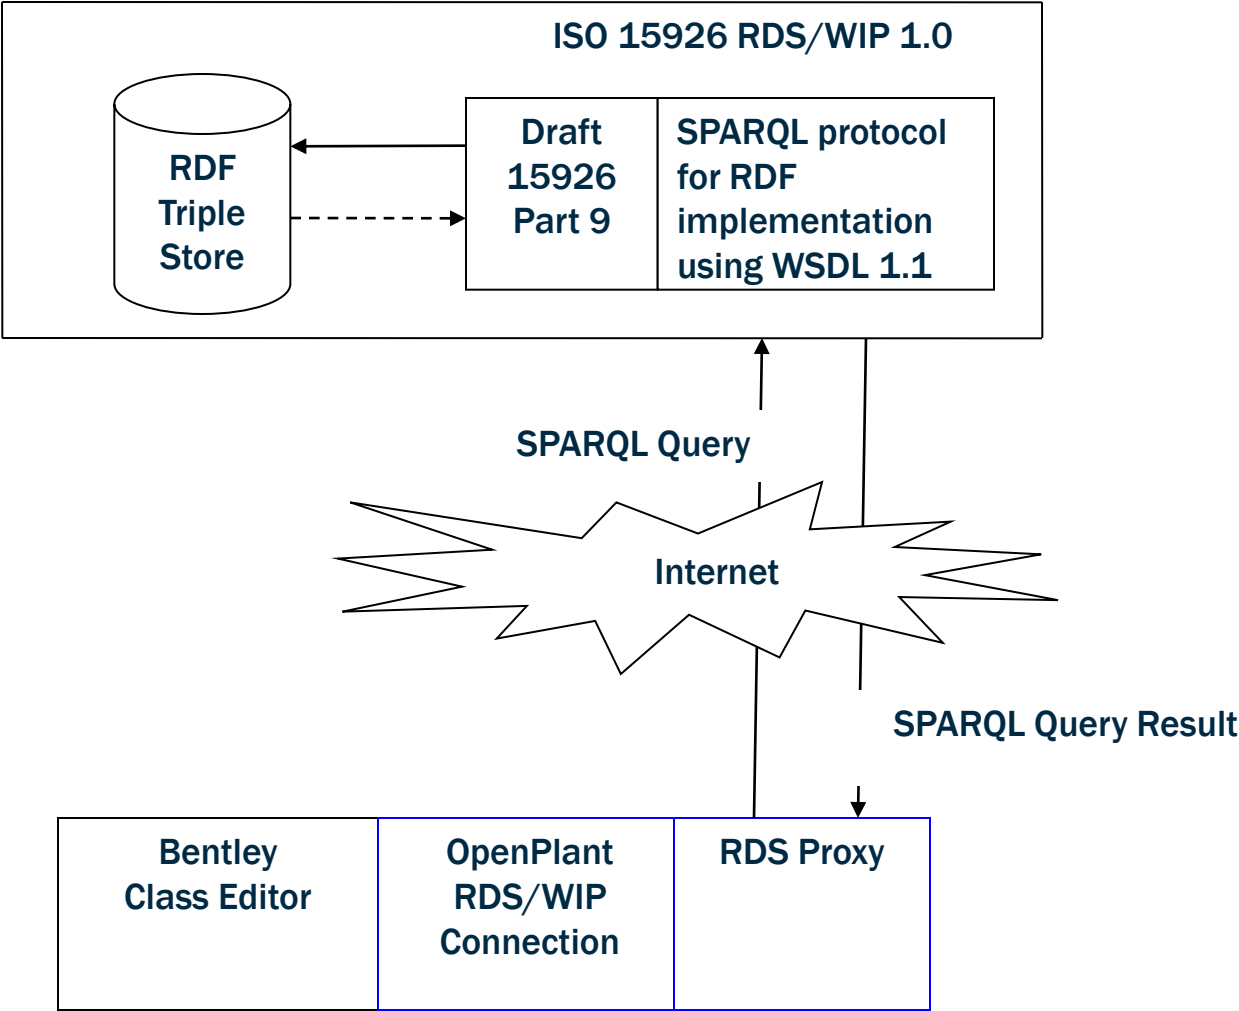 ISO 15926 RDS/WIP 1.0
RDF
Triple
Store
Draft
15926
Part 9
SPARQL protocol
for RDF
implementation
using WSDL 1.1
SPARQL Query
Internet
SPARQL Query Result
Bentley
Class Editor
OpenPlant
RDS/WIP
Connection
RDS Proxy